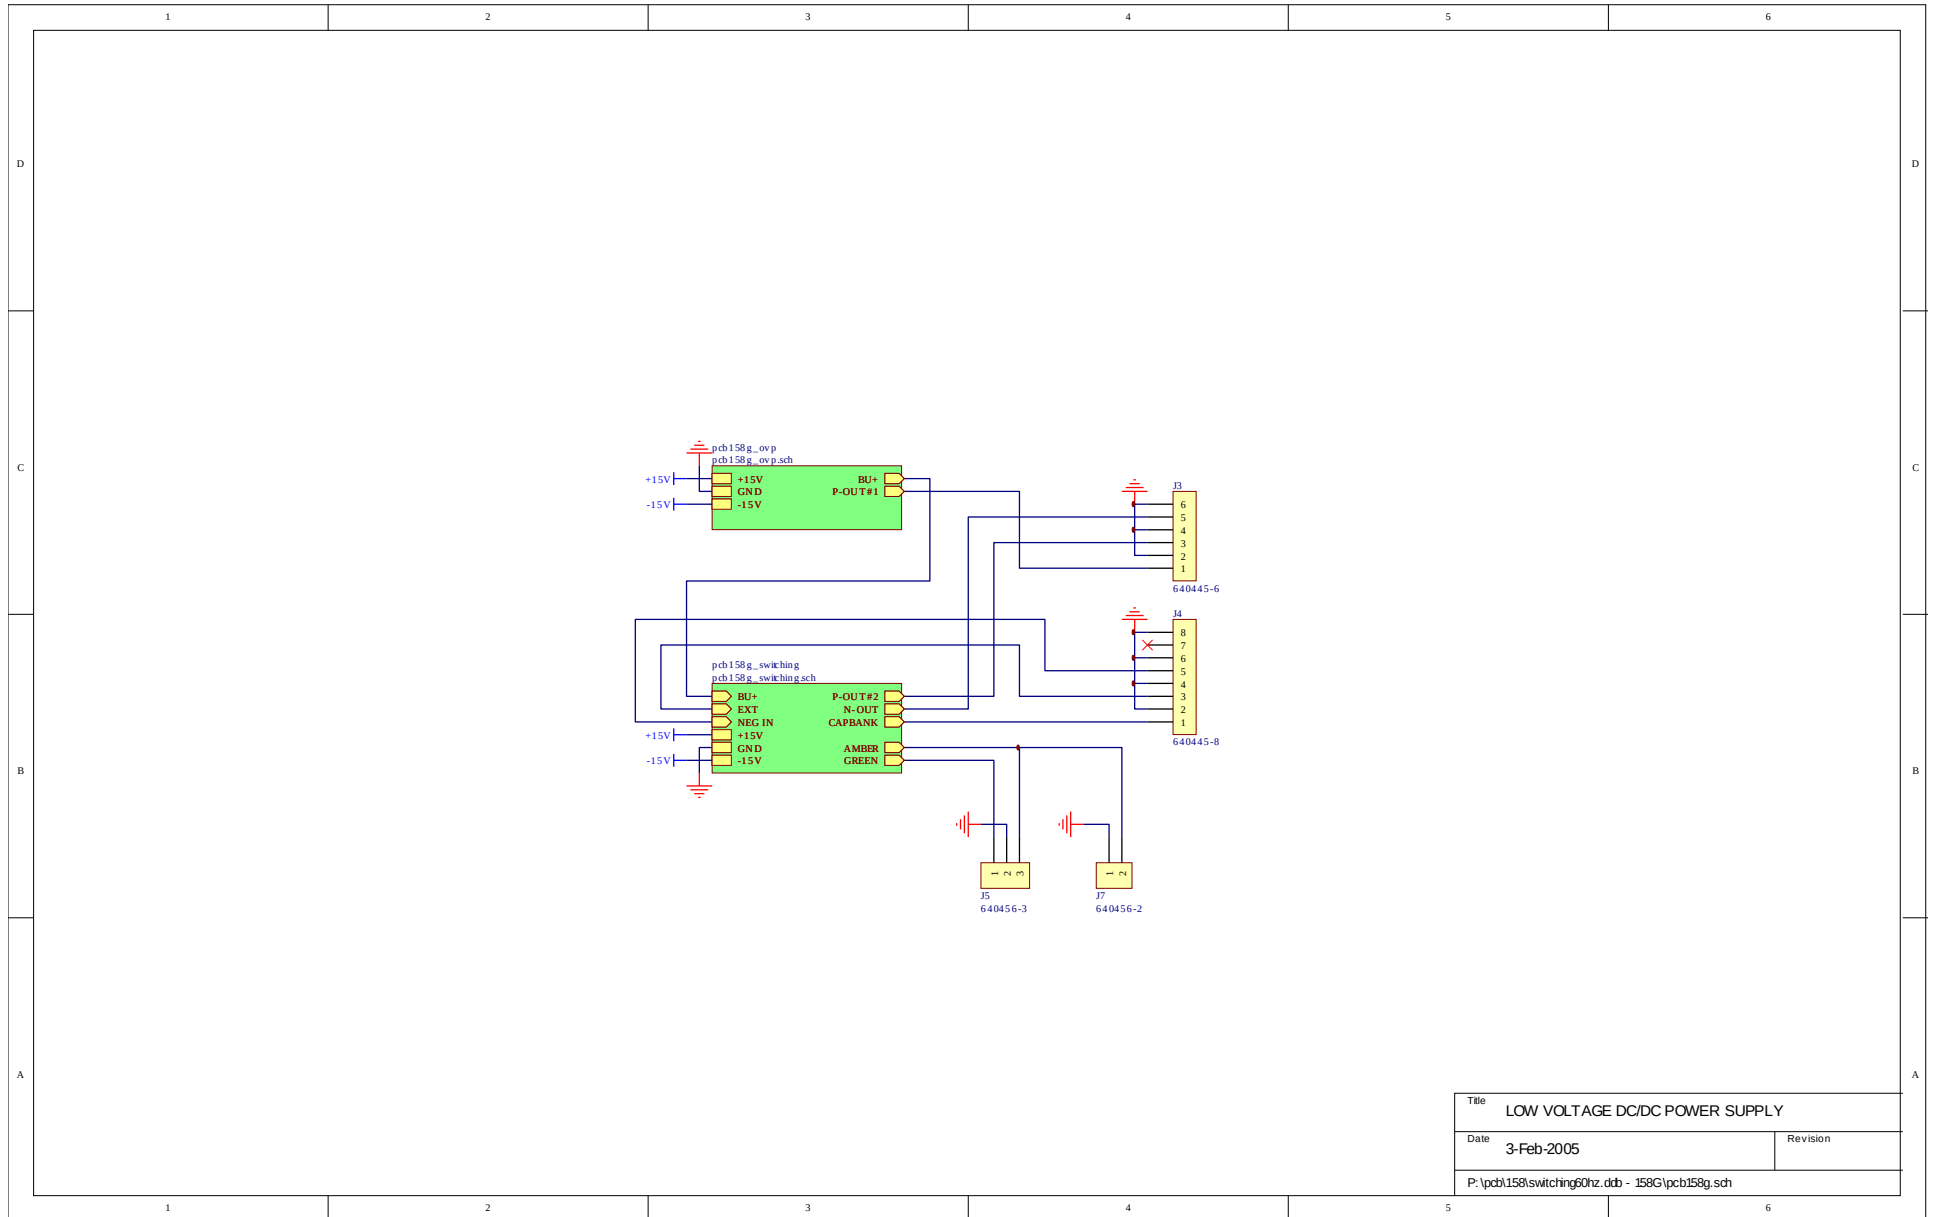 1 2 3 4 5 6
D D
C C
B B
A A
pcb158g_ovp
pcb158g_ovp.sch
+15V +15V BU+
GND P-OUT#1
-15V -15V
J3
6
5
4
3
2
1
640445-6
J4
8
7
6
5
4
3
2
1
640445-8
pcb158g_switching
pcb158g_switching.sch
BU+ P-OUT#2
EXT N-OUT
NEG IN CAPBANK
+15V +15V
GND AMBER
-15V -15V GREEN
1 2 3
J5
640456-3
1 2
J7
640456-2
Title
LOW VOLTAGE DC/DC POWER SUPPLY
Date
3-Feb-2005
Revision
P:\pcb\158\switching60hz.ddb - 158G\pcb158g.sch
1 2 3 4 5 6